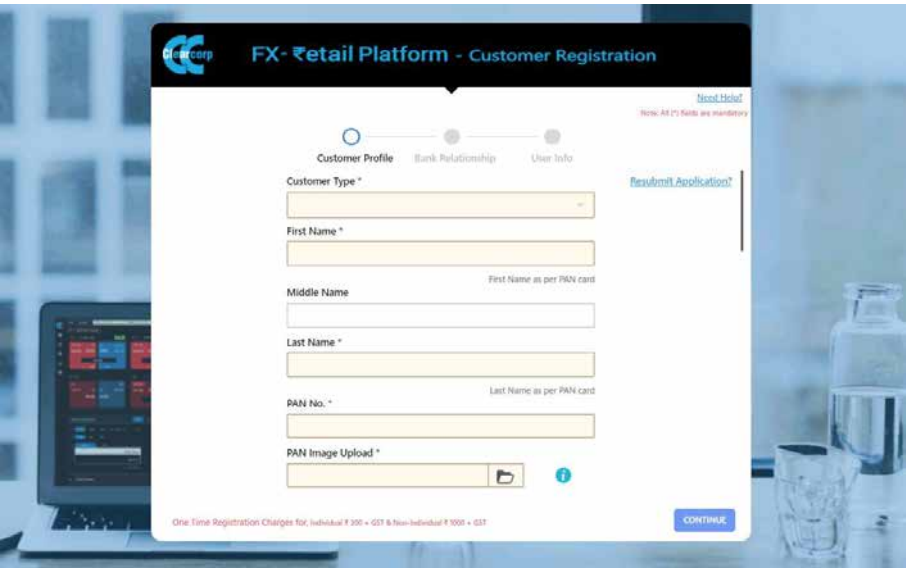 Clearcorp
FX- ₹etail Platform - Customer Registration
Need Help?
Note: All (*) fields are mandatory
Customer Profile
Bank Relationship
User Info
Customer Type *
Resubmit Application?
First Name *
First Name as per PAN card
Middle Name
Last Name *
Last Name as per PAN card
PAN No. *
PAN Image Upload *
One Time Registration Charges for, Individual ₹ 300 + GST & Non-Individual ₹ 1000 + GST
CONTINUE